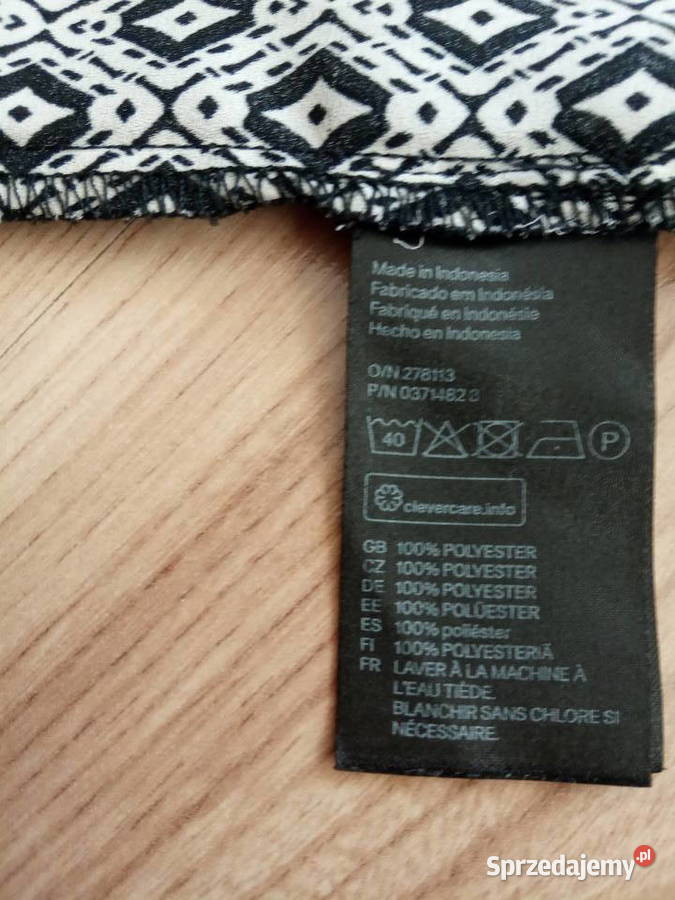 Made in Indonesia
Fabricado em Indonésia
Fabriqué en Indonésie
Hecho en Indonesia
O/N 278113
P/N 0371482 3
40 P
clevercare.info
GB 100% POLYESTER
CZ 100% POLYESTER
DE 100% POLYESTER
EE 100% POLÜESTER
ES 100% poliéster
FI 100% POLYESTERIÄ
FR LAVER À LA MACHINE À
L'EAU TIÈDE.
BLANCHIR SANS CHLORE SI
NÉCESSAIRE.
Sprzedajemy.pl